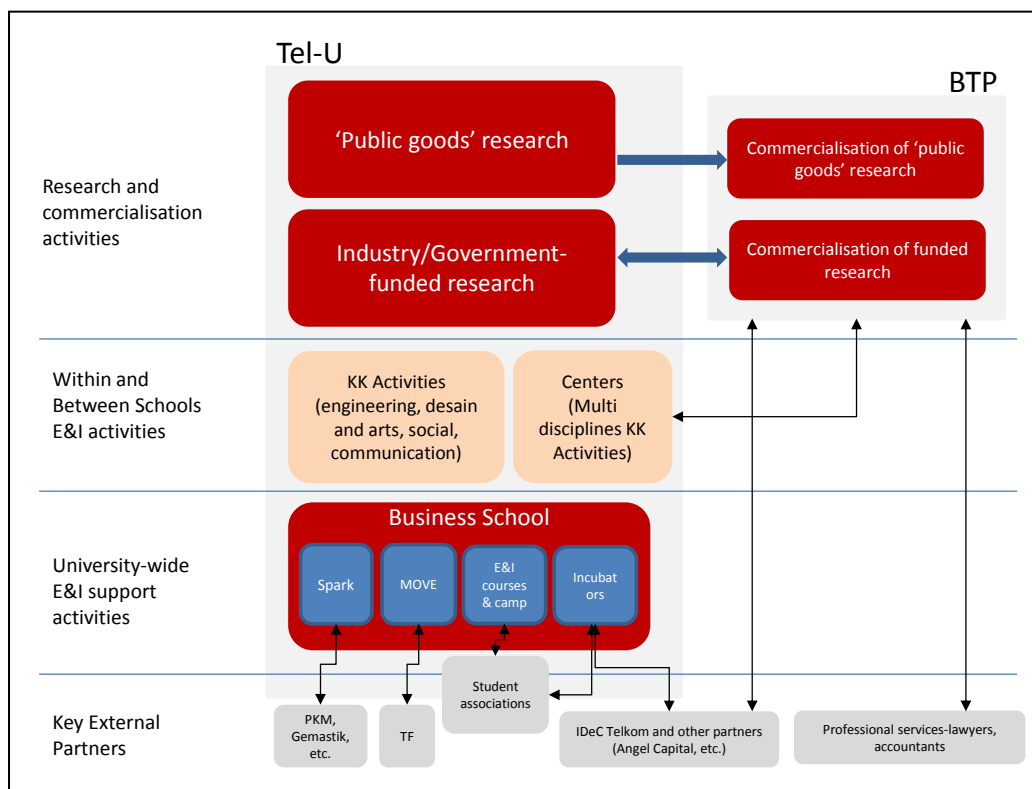 Tel-U
BTP
Research and
commercialisation
activities
'Public goods' research
Commercialisation of 'public
goods' research
Industry/Government-
funded research
Commercialisation of funded
research
Within and
Between Schools
E&I activities
KK Activities
(engineering, desain
and arts, social,
communication)
Centers
(Multi
disciplines KK
Activities)
University-wide
E&I support
activities
Business School
Spark
MOVE
E&I
courses
& camp
Incubat
ors
Key External
Partners
PKM,
Gemastik,
etc.
TF
Student
associations
IDeC Telkom and other partners
(Angel Capital, etc.)
Professional services-lawyers,
accountants